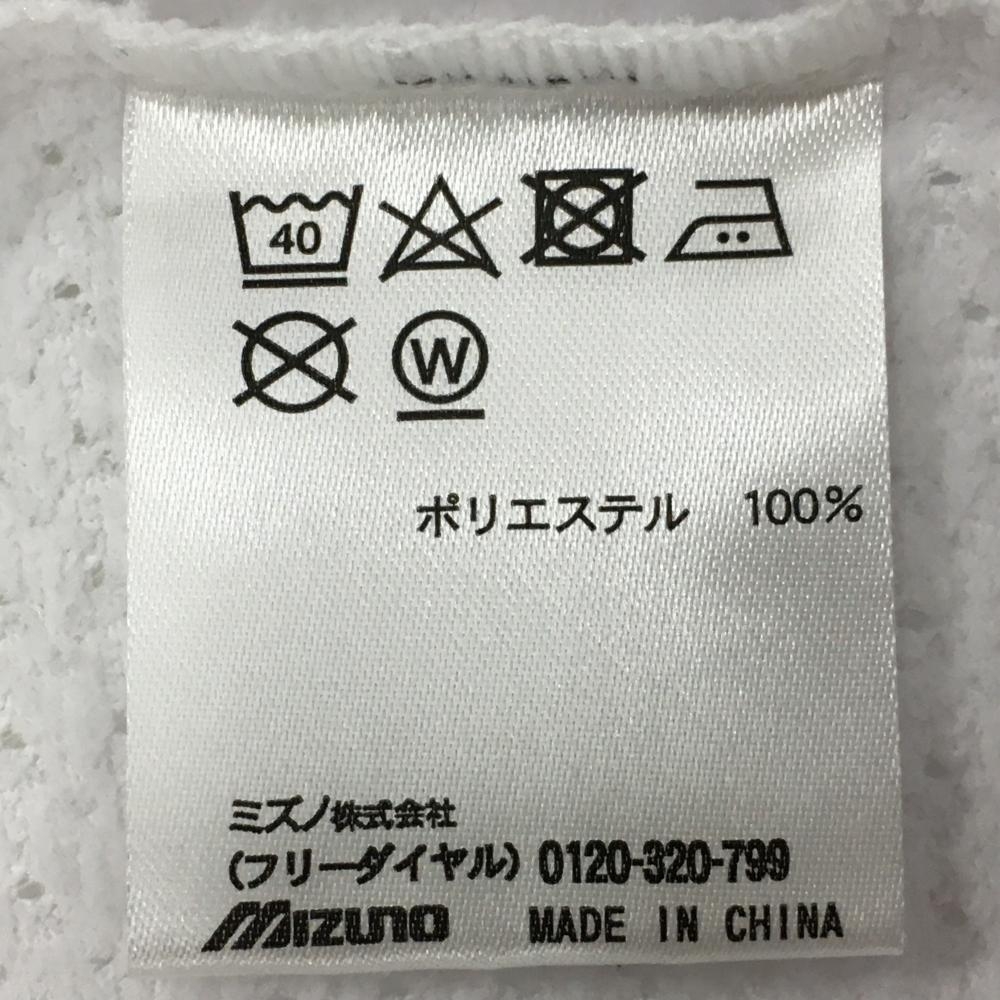 40
W
ポリエステル 100%
ミズノ株式会社
(フリーダイヤル) 0120-320-799
MIZUNO MADE IN CHINA